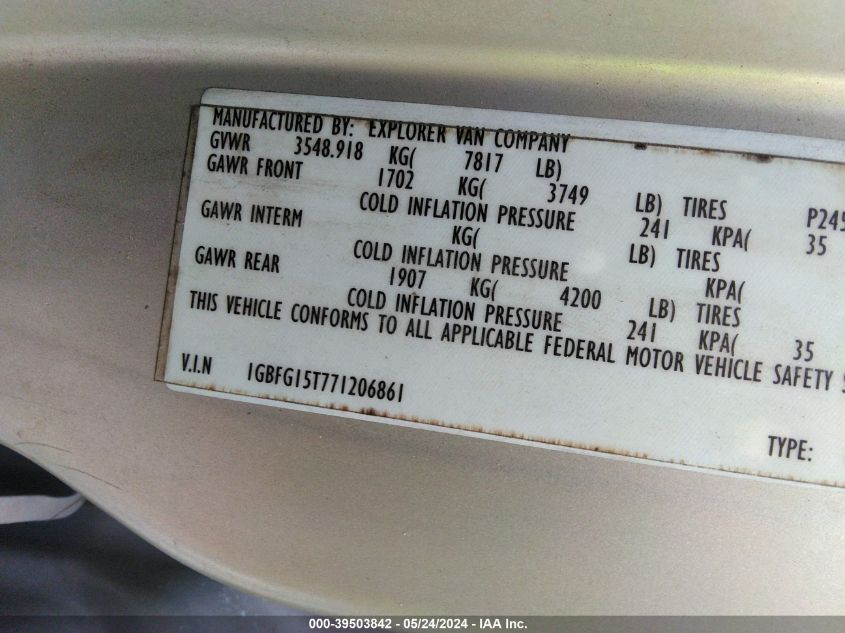 MANUFACTURED BY: EXPLORER VAN COMPANY
GVWR 3548.918 KG( 7817 LB)
GAWR FRONT 1702 KG( 3749 LB) TIRES P245
COLD INFLATION PRESSURE 241 KPA( 35
GAWR INTERM KG( LB) TIRES
COLD INFLATION PRESSURE KPA(
GAWR REAR 1907 KG( 4200 LB) TIRES
COLD INFLATION PRESSURE 241 KPA( 35
THIS VEHICLE CONFORMS TO ALL APPLICABLE FEDERAL MOTOR VEHICLE SAFETY S
V.I.N 1GBFG15T771206861
TYPE:
000-39503842 — 05/24/2024 — IAA Inc.